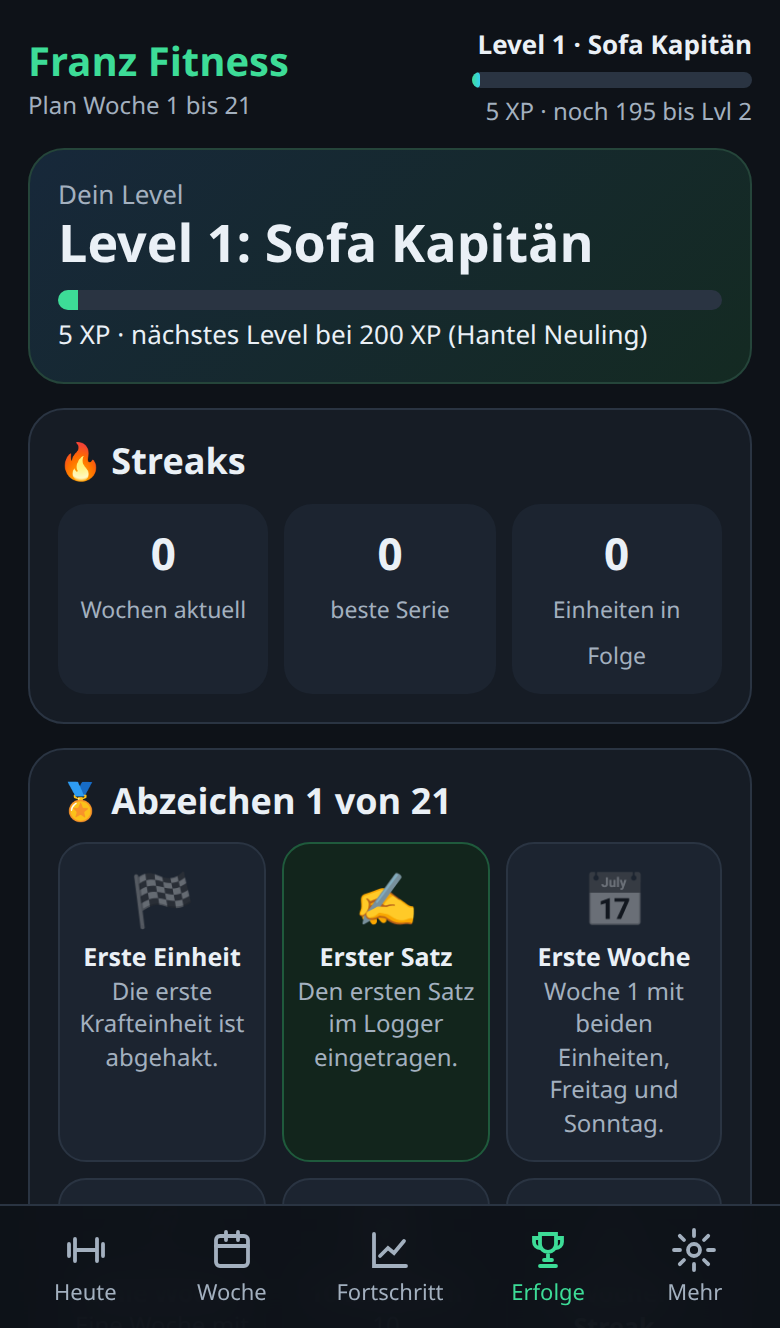 Franz Fitness
Plan Woche 1 bis 21
Level 1 · Sofa Kapitän
5 XP · noch 195 bis Lvl 2
Dein Level
Level 1: Sofa Kapitän
5 XP · nächstes Level bei 200 XP (Hantel Neuling)
🔥 Streaks
0
Wochen aktuell
0
beste Serie
0
Einheiten in
Folge
🏅 Abzeichen 1 von 21
🏁
Erste Einheit
Die erste
Krafteinheit ist
abgehakt.
✍️
Erster Satz
Den ersten Satz
im Logger
eingetragen.
July
17
Erste Woche
Woche 1 mit
beiden
Einheiten,
Freitag und
Sonntag.
Heute
Woche
Fortschritt
Erfolge
Mehr